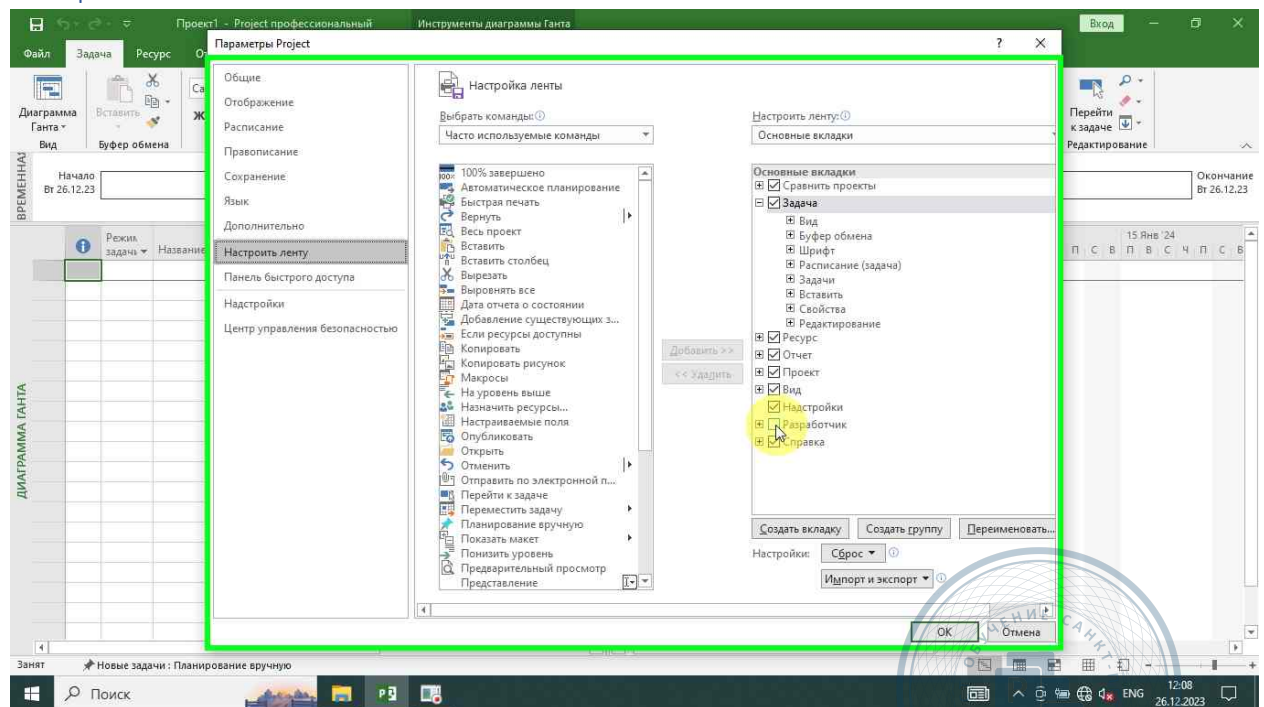 Проект1 - Project профессиональный
Инструменты диаграммы Ганта
Вход
Файл Задача Ресурс
Диаграмма Ганта
Вид
Вставить
Буфер обмена
Ж
Перейти к задаче
Редактирование
Начало
Вт 26.12.23
Окончание
Вт 26.12.23
Режим задачи
Название
15 Янв '24
П С В П В С Ч П С В
ДИАГРАММА ГАНТА
Параметры Project
? ×
Общие
Отображение
Расписание
Правописание
Сохранение
Язык
Дополнительно
Настроить ленту
Панель быстрого доступа
Надстройки
Центр управления безопасностью
Настройка ленты
Выбрать команды:
Часто используемые команды
100% завершено
Автоматическое планирование
Быстрая печать
Вернуть
Весь проект
Вставить
Вставить столбец
Вырезать
Выровнять все
Дата отчета о состоянии
Добавление существующих з...
Если ресурсы доступны
Копировать
Копировать рисунок
Макросы
На уровень выше
Назначить ресурсы...
Настраиваемые поля
Опубликовать
Открыть
Отменить
Отправить по электронной п...
Перейти к задаче
Переместить задачу
Планирование вручную
Показать макет
Понизить уровень
Предварительный просмотр
Представление
Добавить >>
<< Удалить
Настроить ленту:
Основные вкладки
Основные вкладки
Сравнить проекты
Задача
Вид
Буфер обмена
Шрифт
Расписание (задача)
Задачи
Вставить
Свойства
Редактирование
Ресурс
Отчет
Проект
Вид
Надстройки
Разработчик
Справка
Создать вкладку Создать группу Переименовать...
Настройки: Сброс
Импорт и экспорт
ОК Отмена
Занят Новые задачи : Планирование вручную
Поиск
ENG
12:08
26.12.2023